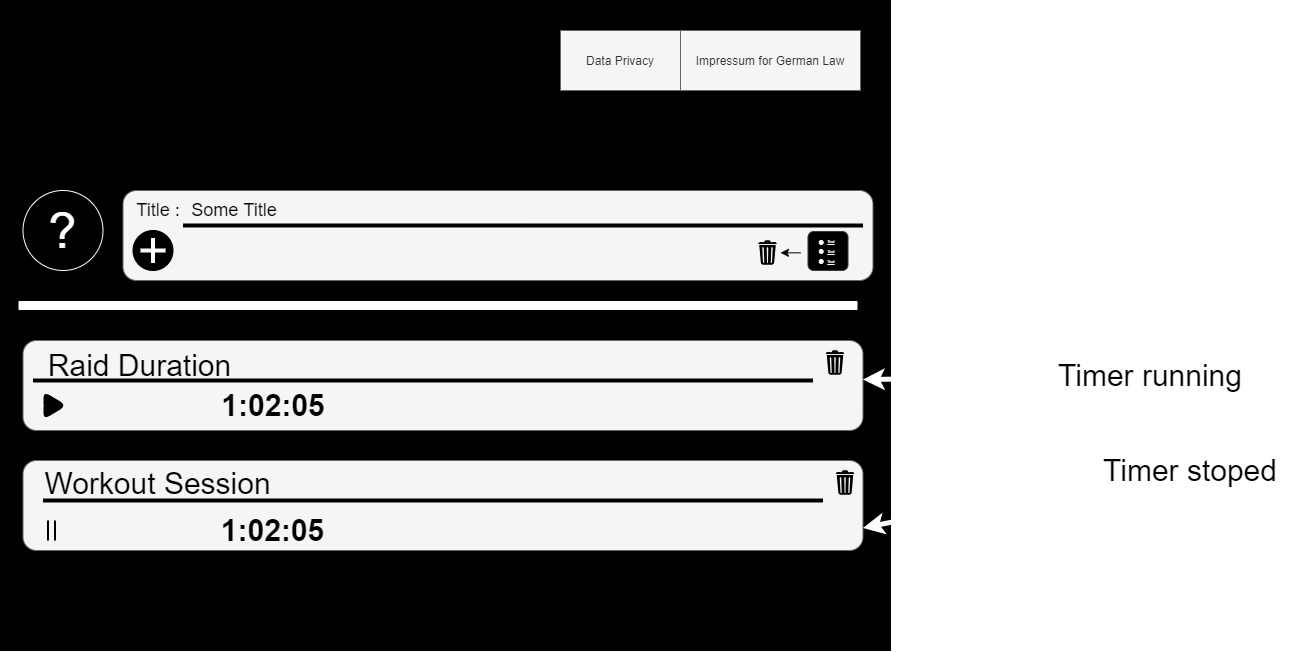 Data Privacy
Impressum for German Law
?
Title : Some Title
Raid Duration
1:02:05
Timer running
Workout Session
1:02:05
Timer stoped